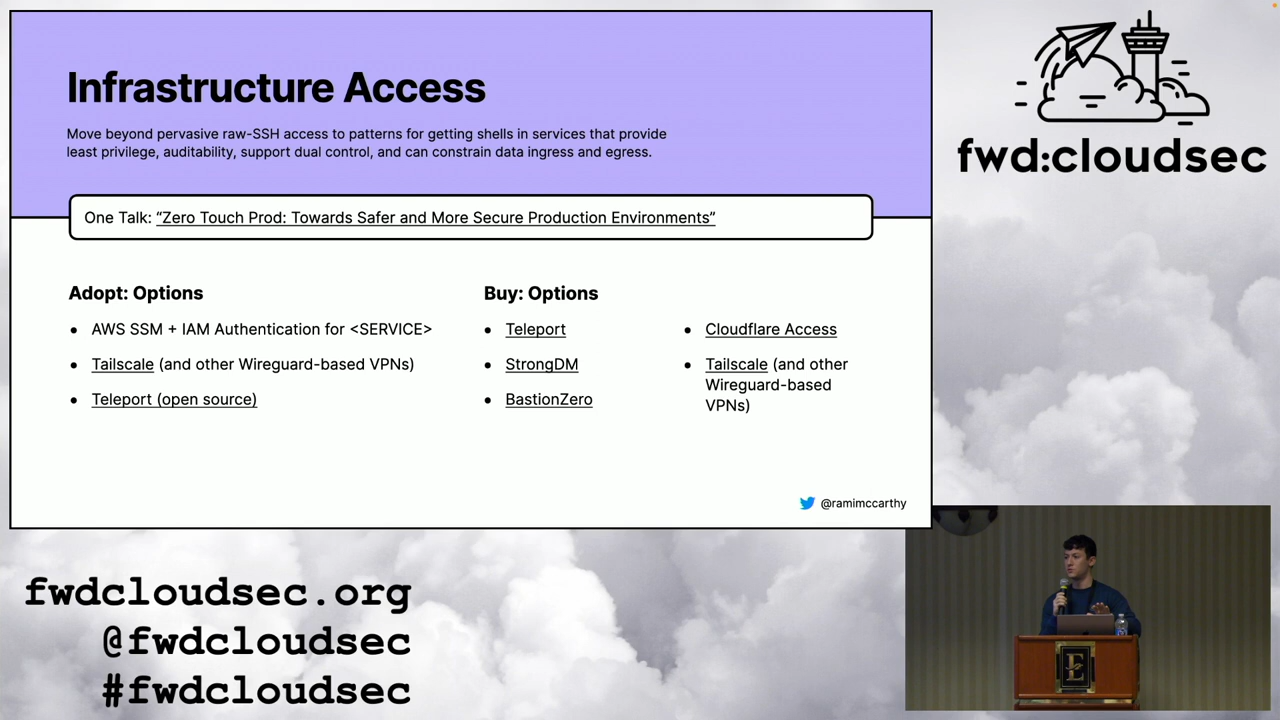 Infrastructure Access
Move beyond pervasive raw-SSH access to patterns for getting shells in services that provide
least privilege, auditability, support dual control, and can constrain data ingress and egress.
One Talk: “Zero Touch Prod: Towards Safer and More Secure Production Environments”
Adopt: Options
• AWS SSM + IAM Authentication for <SERVICE>
• Tailscale (and other Wireguard-based VPNs)
• Teleport (open source)
Buy: Options
• Teleport
• StrongDM
• BastionZero
• Cloudflare Access
• Tailscale (and other
Wireguard-based
VPNs)
@ramimccarthy
fwd:cloudsec
fwdcloudsec.org
@fwdcloudsec
#fwdcloudsec
E